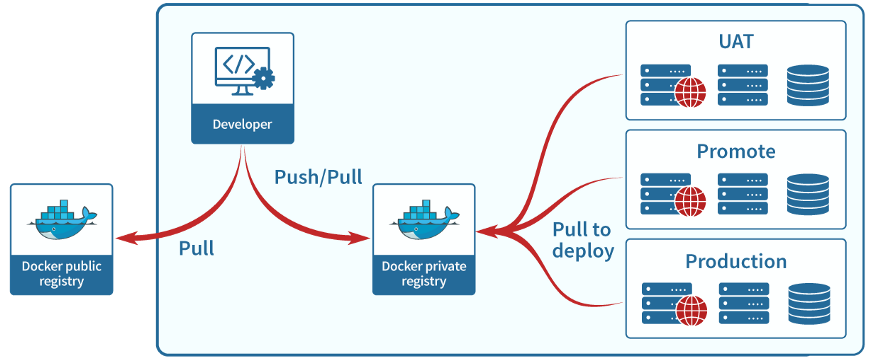 UAT
Developer
Promote
Push/Pull
Pull
Docker public
registry
Docker private
registry
Pull to
deploy
Production